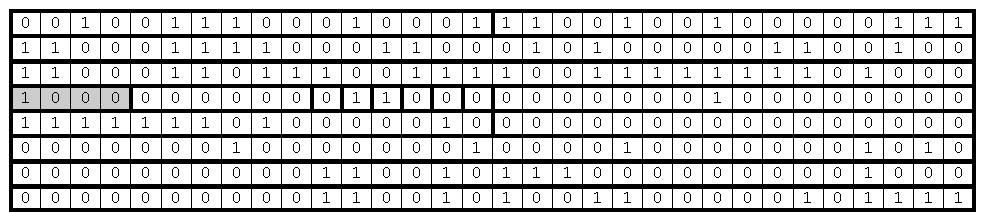 0 0 1 0 0 1 1 1 0 0 0 1 0 0 0 1 1 1 0 0 1 0 0 1 0 0 0 0 0 1 1 1
1 1 0 0 0 1 1 1 1 0 0 0 1 1 0 0 0 1 0 1 0 0 0 0 0 1 1 0 0 1 0 0
1 1 0 0 0 1 1 0 1 1 1 0 0 1 1 1 1 0 0 1 1 1 1 1 1 1 1 0 1 0 0 0
1 0 0 0 0 0 0 0 0 0 0 1 1 0 0 0 0 0 0 0 0 0 0 1 0 0 0 0 0 0 0 0
1 1 1 1 1 1 1 0 1 0 0 0 0 0 1 0 0 0 0 0 0 0 0 0 0 0 0 0 0 0 0 0
0 0 0 0 0 0 0 1 0 0 0 0 0 0 0 1 0 0 0 0 1 0 0 0 0 0 0 0 1 0 1 0
0 0 0 0 0 0 0 0 0 0 1 1 0 0 1 0 1 1 1 0 0 0 0 0 0 0 0 0 1 0 0 0
0 0 0 0 0 0 0 0 0 0 1 1 0 0 1 0 1 0 0 1 1 0 0 0 0 0 1 0 1 1 1 1